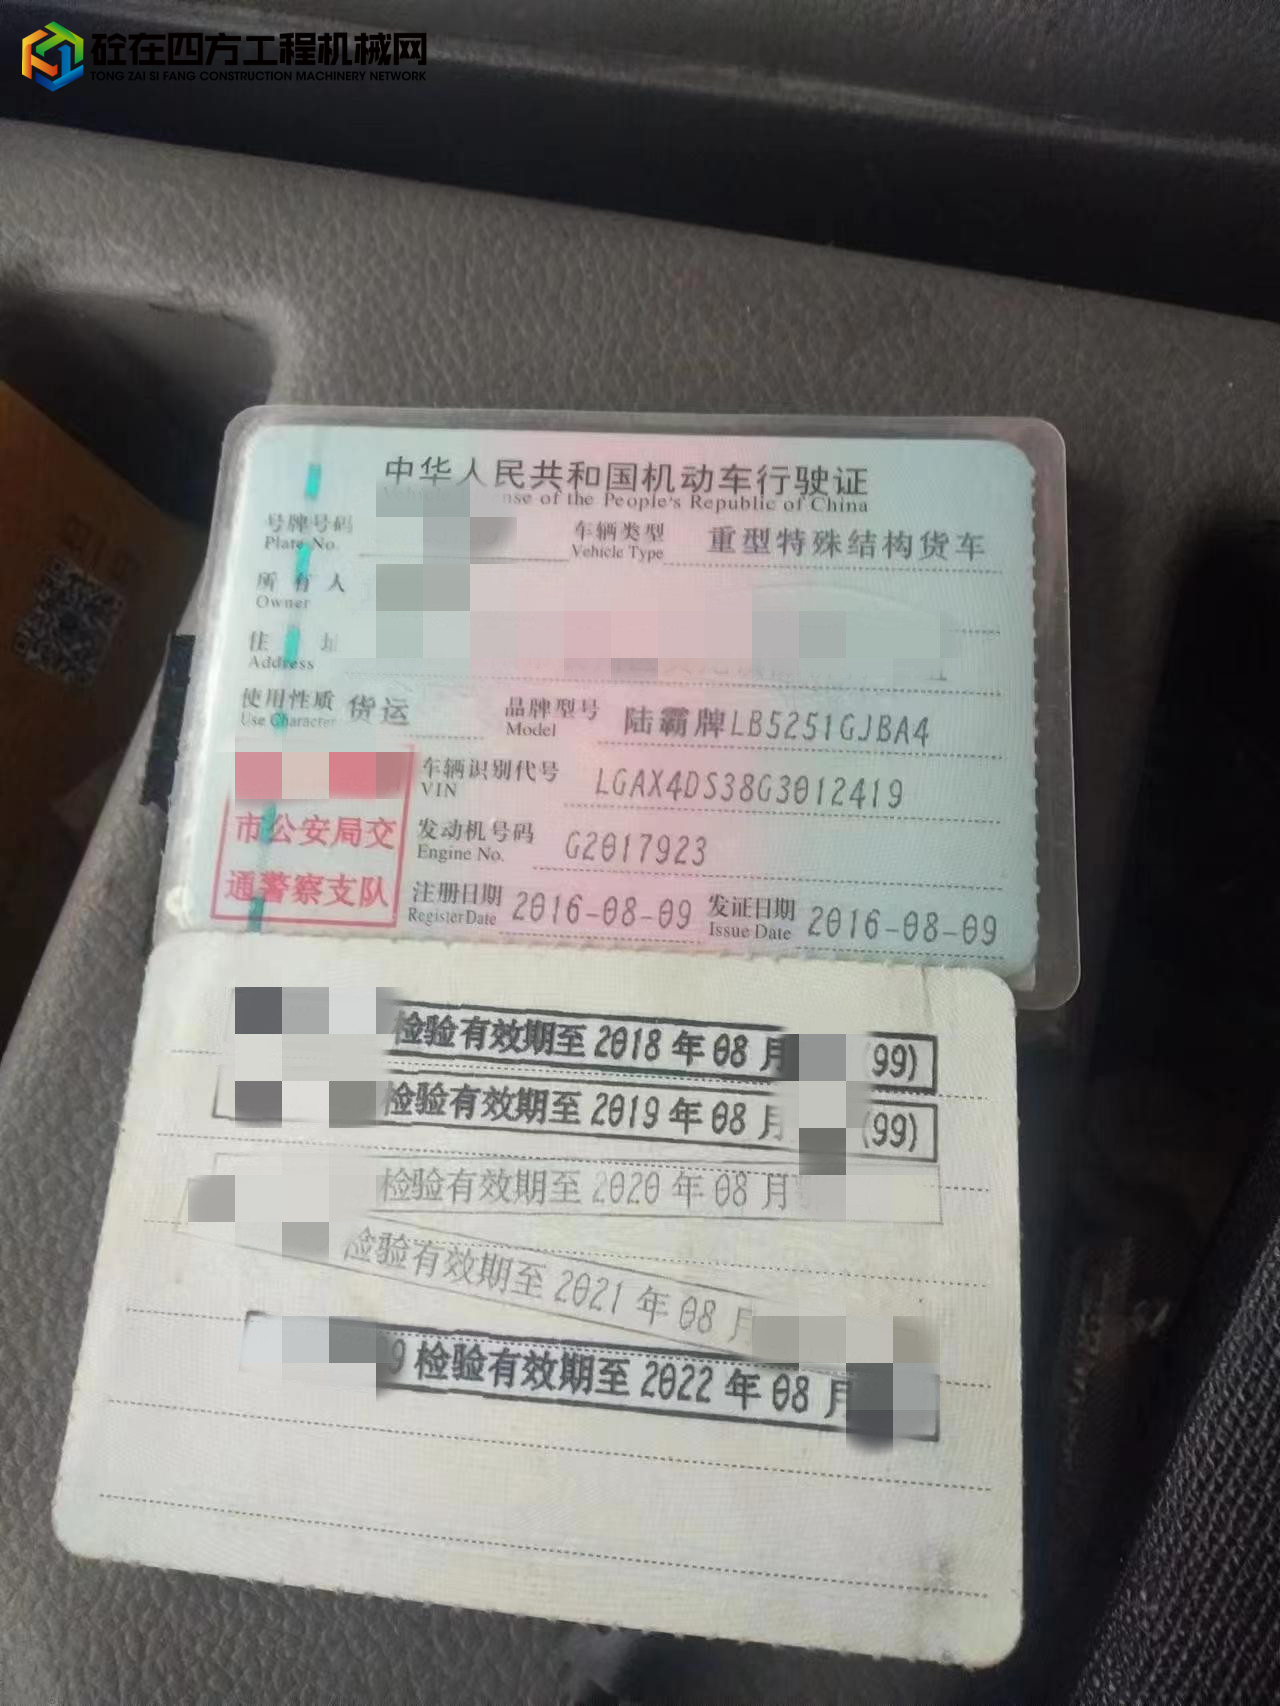 砼在四方工程机械网
TONG ZAI SI FANG CONSTRUCTION MACHINERY NETWORK
中华人民共和国机动车行驶证
nse of the People's Republic of China
号牌号码
Plate No.
车辆类型 重型特殊结构货车
Vehicle Type
所有人
Owner
住址
Address
使用性质 货运 品牌型号 陆霸牌LB5251GJBA4
Use Character Model
车辆识别代号 LGAX4DS38G3012419
VIN
市公安局交
通警察支队
发动机号码 G2017923
Engine No.
注册日期 2016-08-09 发证日期 2016-08-09
Register Date Issue Date
检验有效期至2018年08月 (99)
检验有效期至2019年08月 (99)
检验有效期至2020年08月
检验有效期至2021年08月
9检验有效期至2022年08月